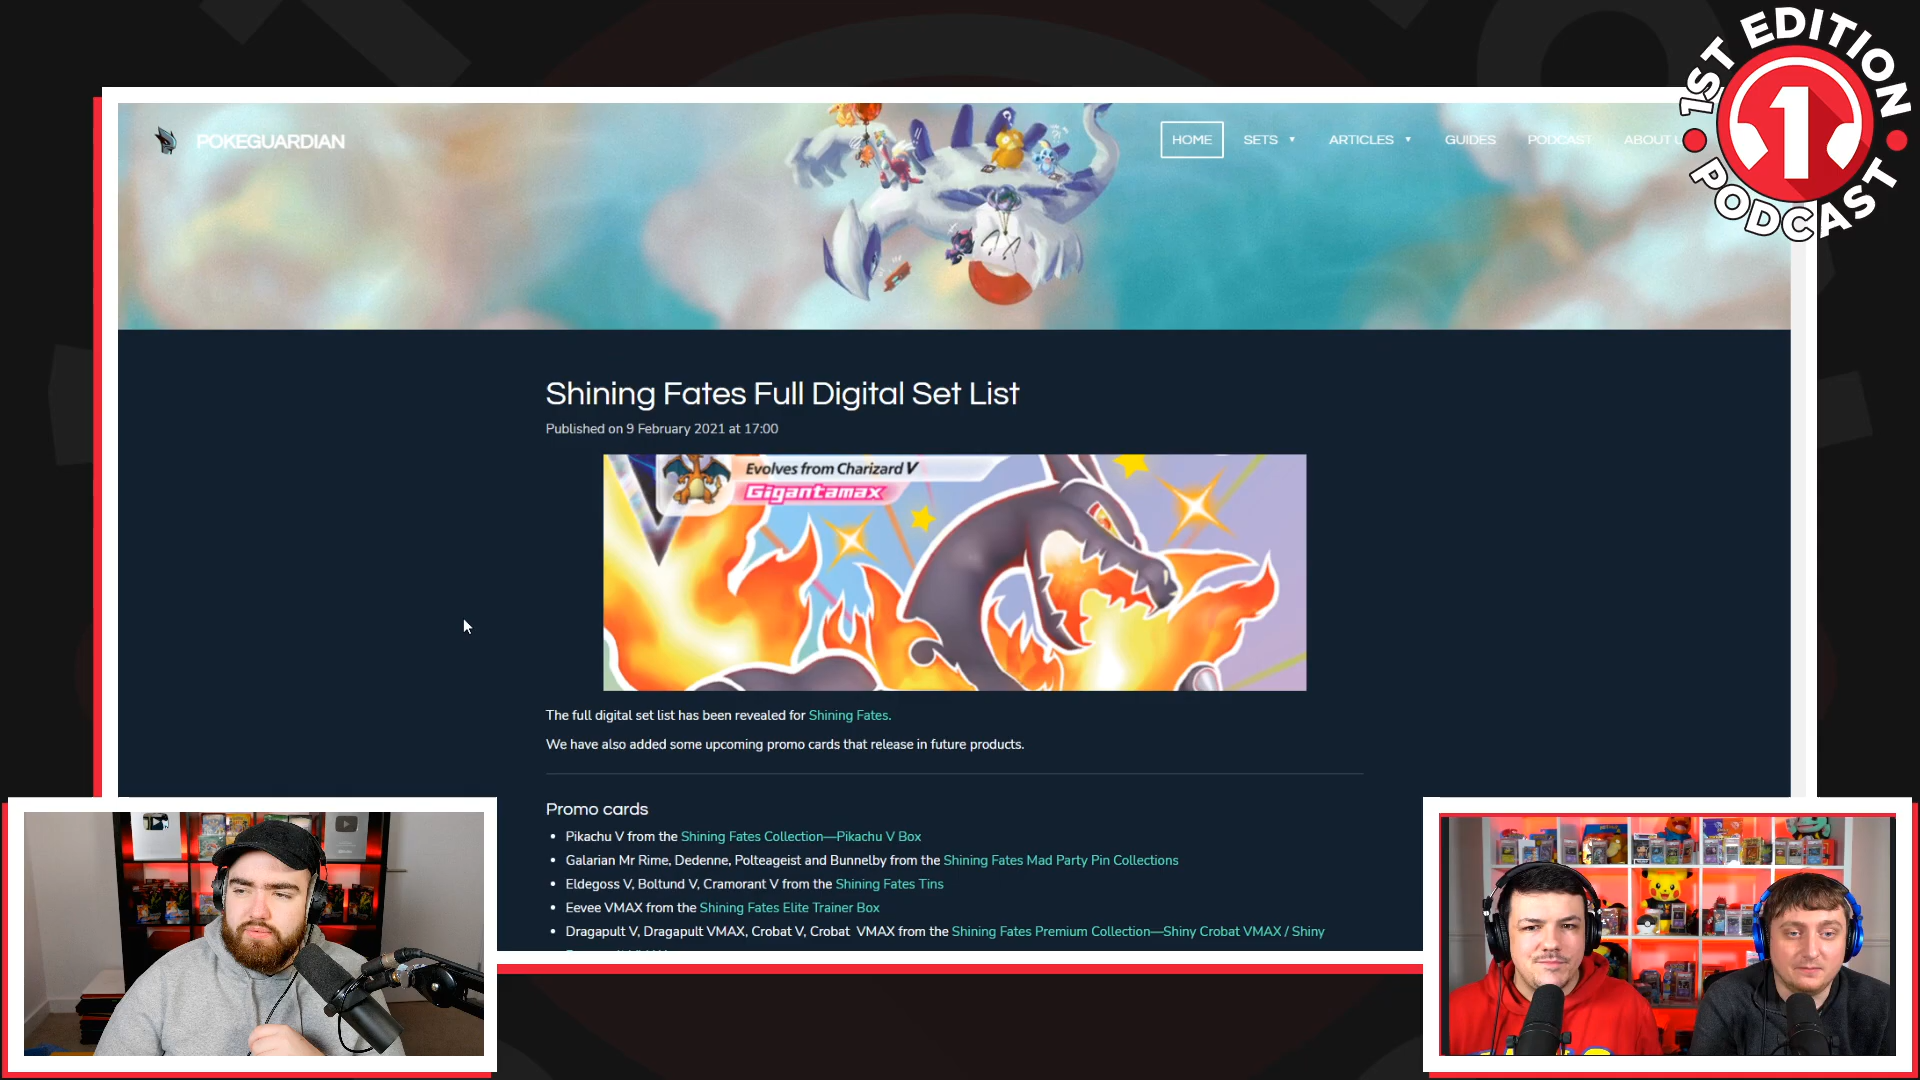 1ST EDITION
1
PODCAST
POKEGUARDIAN
HOME
SETS ▼
ARTICLES ▼
GUIDES
PODCAST
ABOUT U
Shining Fates Full Digital Set List
Published on 9 February 2021 at 17:00
Evolves from Charizard V
Gigantamax
The full digital set list has been revealed for Shining Fates.
We have also added some upcoming promo cards that release in future products.
Promo cards
• Pikachu V from the Shining Fates Collection—Pikachu V Box
• Galarian Mr Rime, Dedenne, Polteageist and Bunnelby from the Shining Fates Mad Party Pin Collections
• Eldegoss V, Boltund V, Cramorant V from the Shining Fates Tins
• Eevee VMAX from the Shining Fates Elite Trainer Box
• Dragapult V, Dragapult VMAX, Crobat V, Crobat VMAX from the Shining Fates Premium Collection—Shiny Crobat VMAX / Shiny